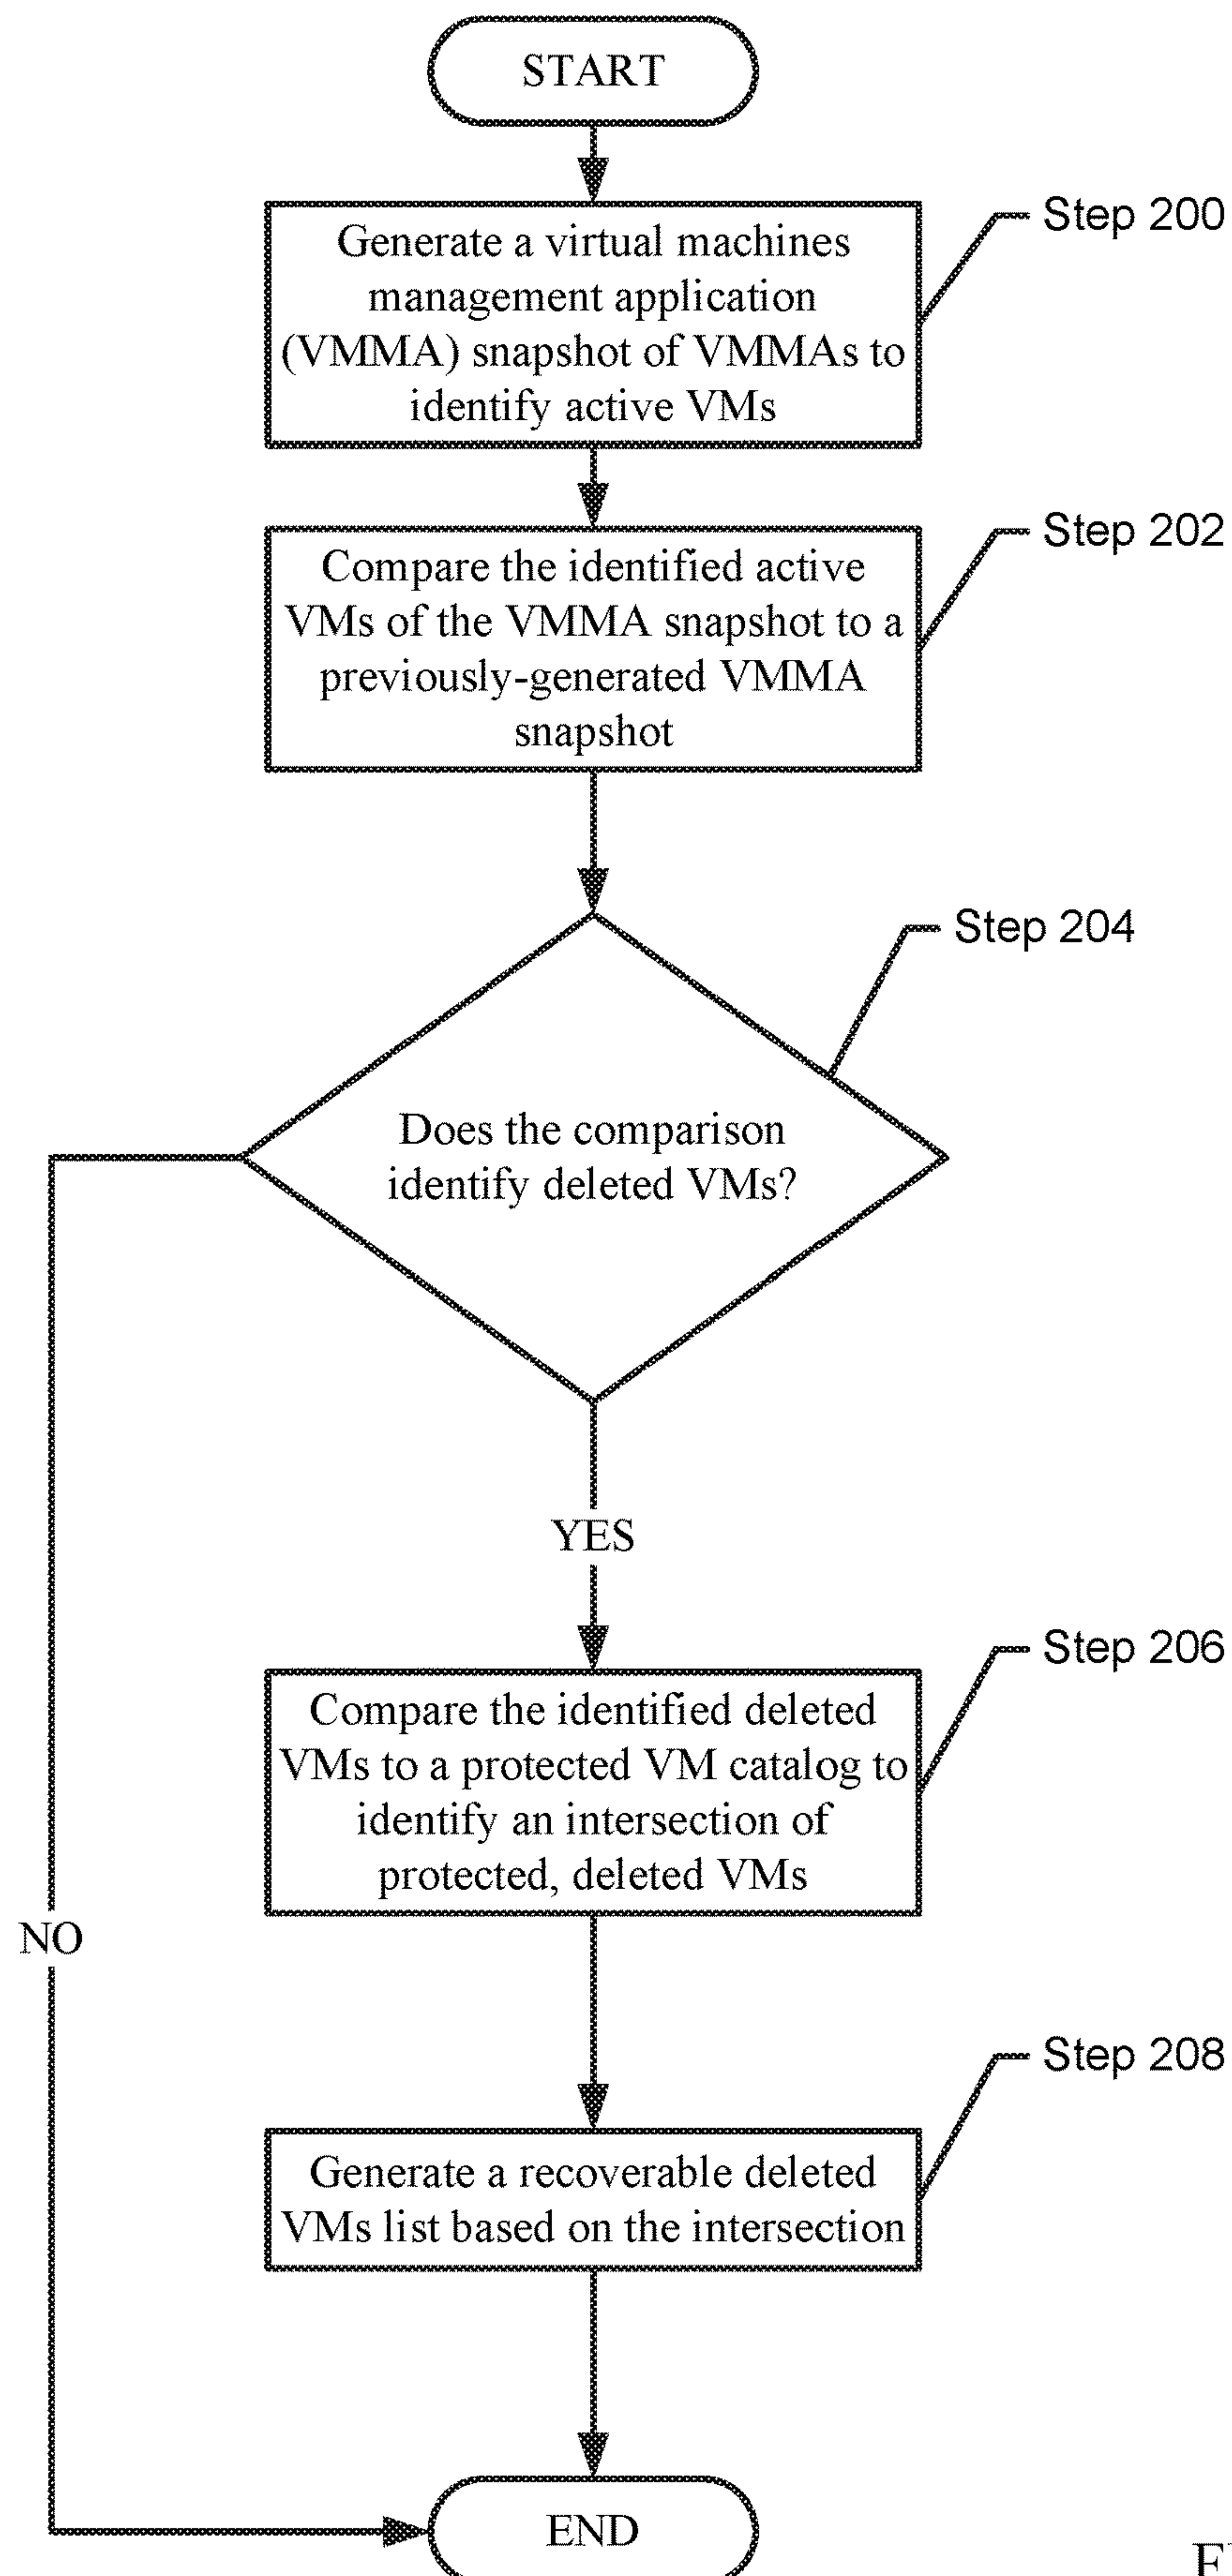 START
Step 200
Generate a virtual machines
management application
(VMMA) snapshot of VMMAs to
identify active VMs
Step 202
Compare the identified active
VMs of the VMMA snapshot to a
previously-generated VMMA
snapshot
Step 204
Does the comparison
identify deleted VMs?
YES
Step 206
Compare the identified deleted
VMs to a protected VM catalog to
identify an intersection of
protected, deleted VMs
NO
Step 208
Generate a recoverable deleted
VMs list based on the intersection
END